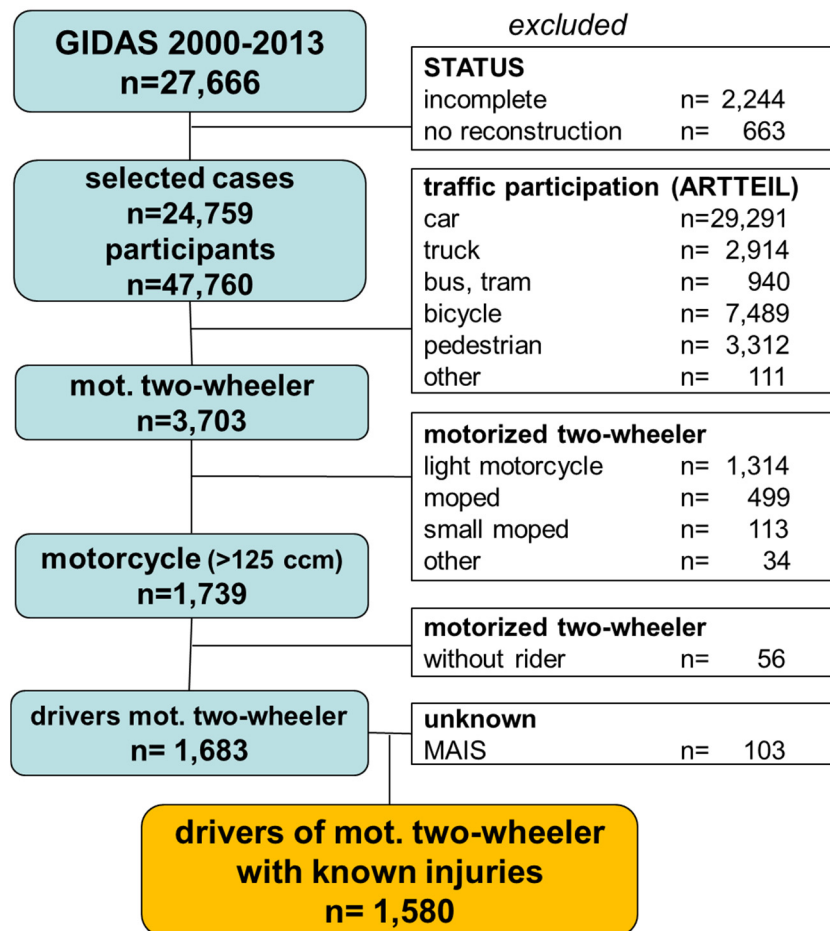 GIDAS 2000-2013
n=27,666
excluded
STATUS
incomplete n= 2,244
no reconstruction n= 663
selected cases
n=24,759
participants
n=47,760
traffic participation (ARTTEIL)
car n=29,291
truck n= 2,914
bus, tram n= 940
bicycle n= 7,489
pedestrian n= 3,312
other n= 111
mot. two-wheeler
n=3,703
motorized two-wheeler
light motorcycle n= 1,314
moped n= 499
small moped n= 113
other n= 34
motorcycle (>125 ccm)
n=1,739
motorized two-wheeler
without rider n= 56
drivers mot. two-wheeler
n= 1,683
unknown
MAIS n= 103
drivers of mot. two-wheeler
with known injuries
n= 1,580